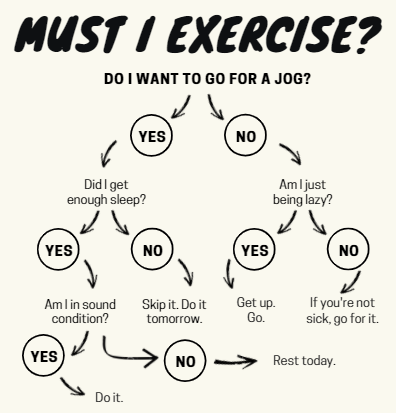 MUST I EXERCISE?
DO I WANT TO GO FOR A JOG?
YES
NO
Did I get
enough sleep?
Am I just
being lazy?
YES
NO
YES
NO
Am I in sound
condition?
Skip it. Do it
tomorrow.
Get up.
Go.
If you're not
sick, go for it.
YES
NO
Rest today.
Do it.